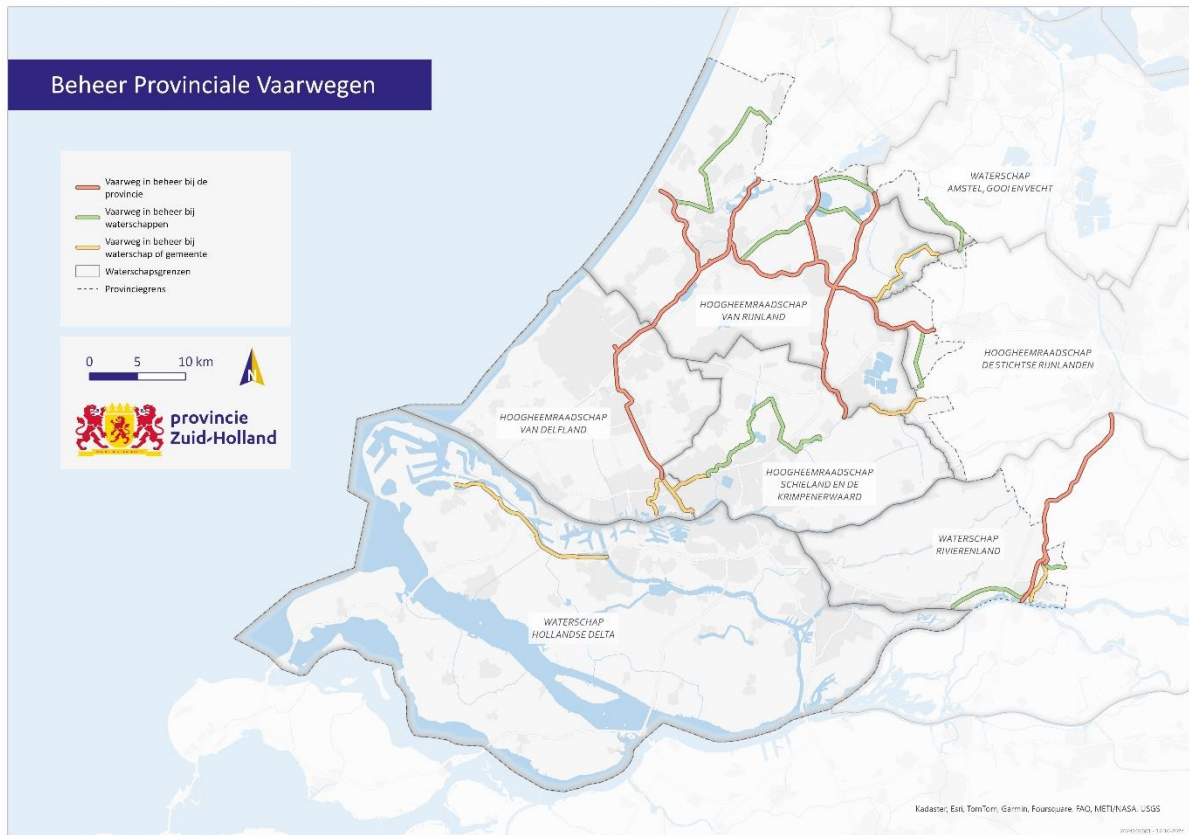 Beheer Provinciale Vaarwegen
Vaarweg in beheer bij de
provincie
Vaarweg in beheer bij
waterschappen
Vaarweg in beheer bij
waterschap of gemeente
Waterschapsgrenzen
Provinciegrens
0 5 10 km
N
provincie
Zuid-Holland
WATERSCHAP
AMSTEL, GOOI EN VECHT
HOOGHEEMRAADSCHAP
VAN RIJNLAND
HOOGHEEMRAADSCHAP
DE STICHTSE RIJNLANDEN
HOOGHEEMRAADSCHAP
VAN DELFLAND
HOOGHEEMRAADSCHAP
SCHIELAND EN DE
KRIMPENERWAARD
WATERSCHAP
RIVIERENLAND
WATERSCHAP
HOLLANDSE DELTA
Kadaster, Esri, TomTom, Garmin, Foursquare, FAO, METI/NASA, USGS